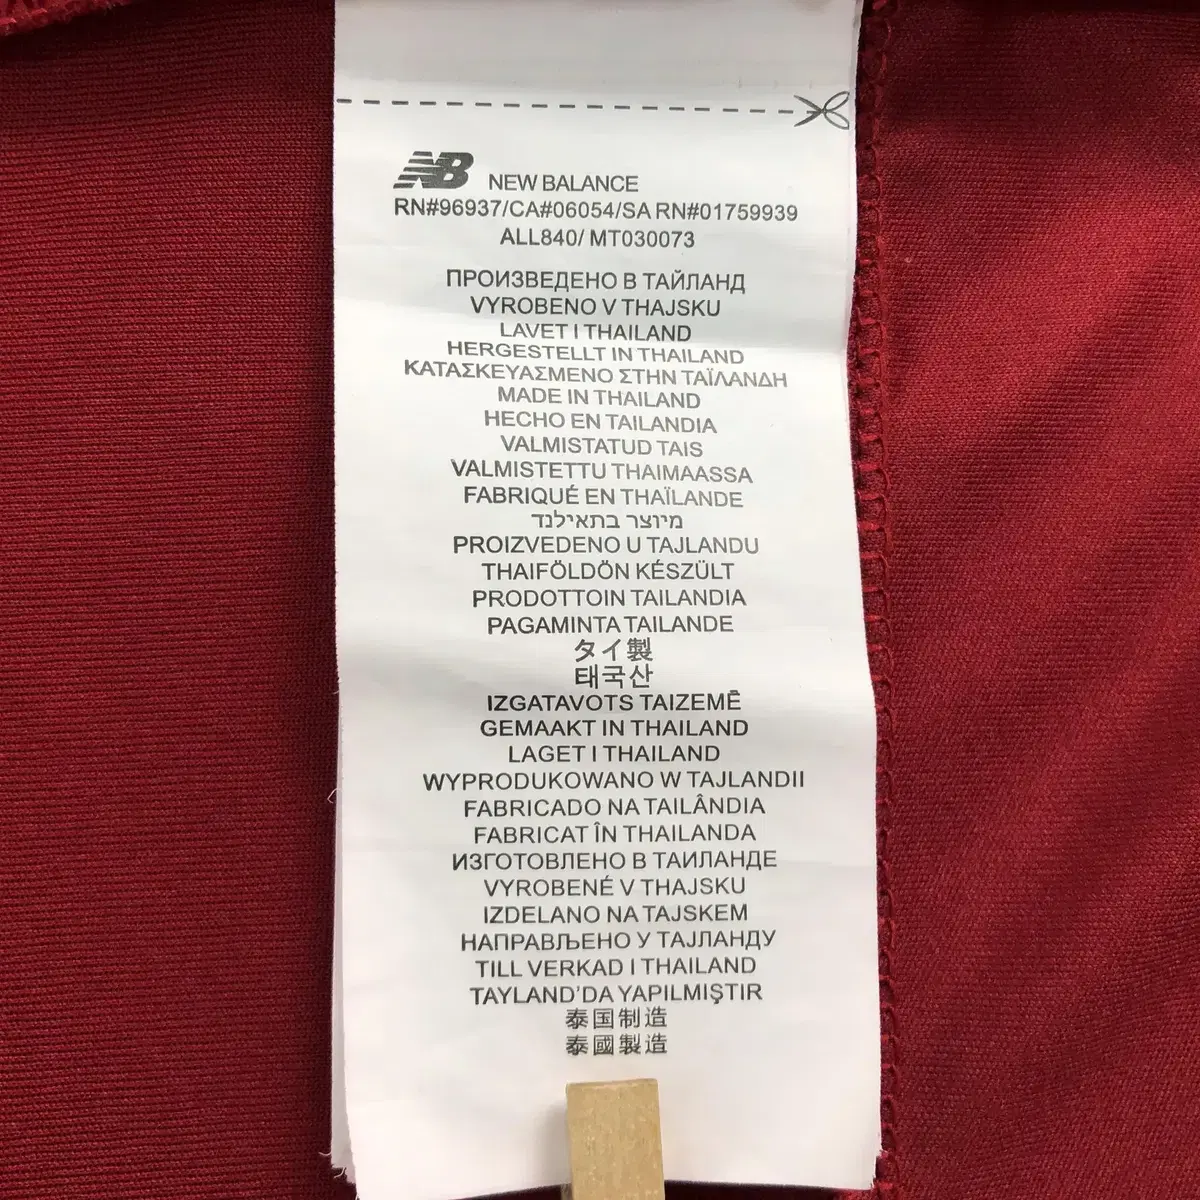 NB NEW BALANCE
RN#96937/CA#06054/SA RN#01759939
ALL840/ MT030073
ПРОИЗВЕДЕНО В ТАЙЛАНД
VYROBENO V THAJSKU
LAVET I THAILAND
HERGESTELLT IN THAILAND
ΚΑΤΑΣΚΕΥΑΣΜΕΝΟ ΣΤΗΝ ΤΑΪΛΑΝΔΗ
MADE IN THAILAND
HECHO EN TAILANDIA
VALMISTATUD TAIS
VALMISTETTU THAIMAASSA
FABRIQUÉ EN THAÏLANDE
מיוצר בתאילנד
PROIZVEDENO U TAJLANDU
THAIFÖLDÖN KÉSZÜLT
PRODOTTOIN TAILANDIA
PAGAMINTA TAILANDE
タイ製
태국산
IZGATAVOTS TAIZEMĒ
GEMAAKT IN THAILAND
LAGET I THAILAND
WYPRODUKOWANO W TAJLANDII
FABRICADO NA TAILÂNDIA
FABRICAT ÎN THAILANDA
ИЗГОТОВЛЕНО В ТАИЛАНДЕ
VYROBENÉ V THAJSKU
IZDELANO NA TAJSKEM
НАПРАВЉЕНО У ТАЈЛАНДУ
TILL VERKAD I THAILAND
TAYLAND'DA YAPILMIŞTIR
泰国制造
泰國製造